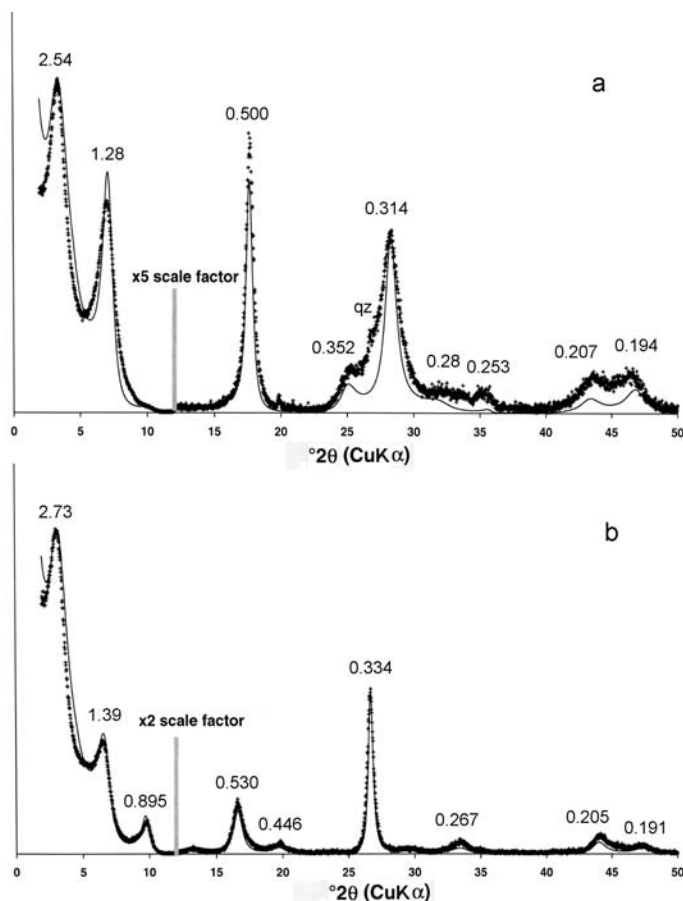 2.54
a
0.500
1.28
0.314
x5 scale factor
qz
0.352
0.28
0.253
0.207
0.194
0 5 10 15 20 25 30 35 40 45 50
°2θ (CuKα)
b
2.73
0.334
1.39
x2 scale factor
0.895
0.530
0.446
0.267
0.205
0.191
0 5 10 15 20 25 30 35 40 45 50
°2θ (CuKα)